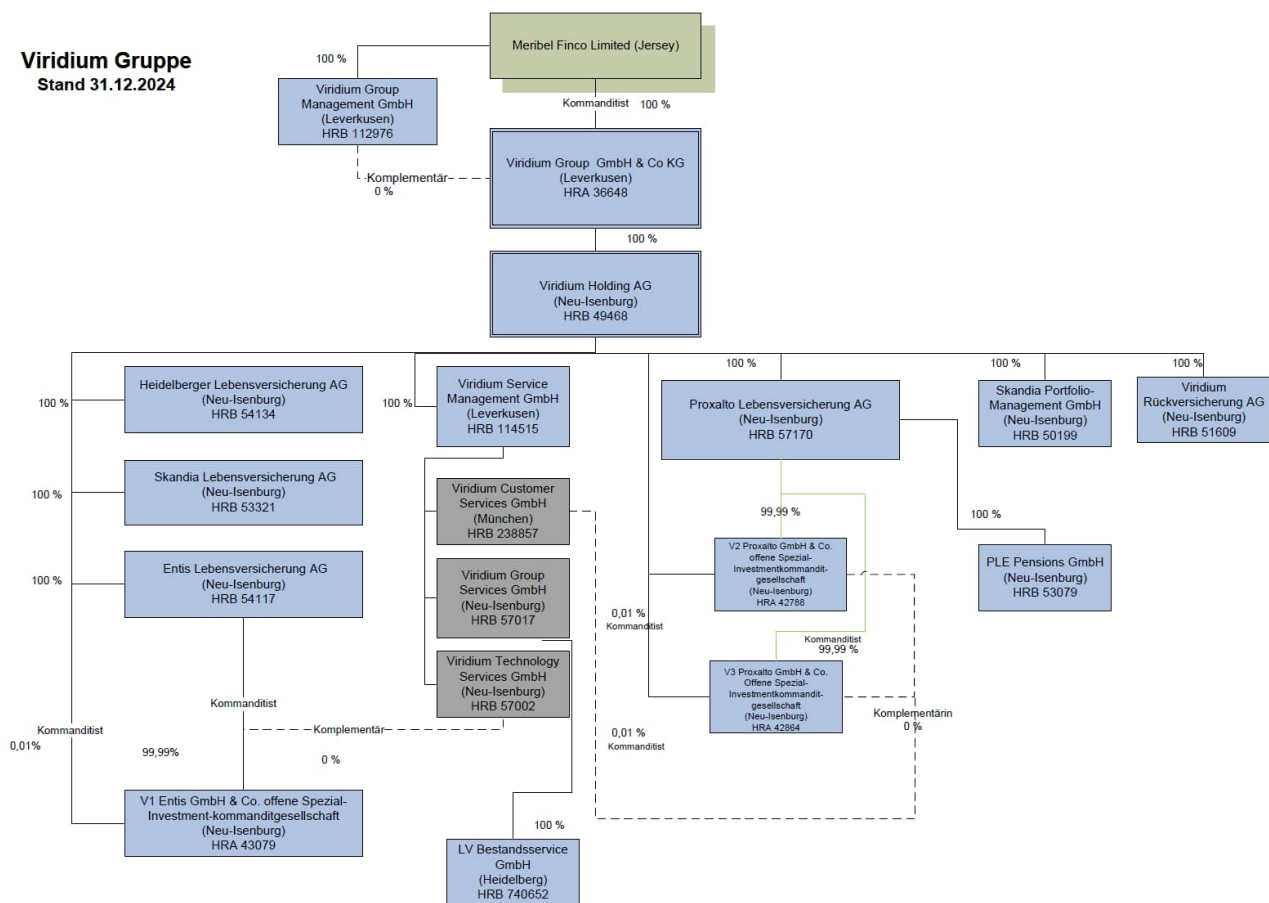 Viridium Gruppe
Stand 31.12.2024
Meribel Finco Limited (Jersey)
100 %
Viridium Group
Management GmbH
(Leverkusen)
HRB 112976
Kommanditist 100 %
Viridium Group GmbH & Co KG
(Leverkusen)
HRA 36648
Komplementär
0 %
100 %
Viridium Holding AG
(Neu-Isenburg)
HRB 49468
100 %
Heidelberger Lebensversicherung AG
(Neu-Isenburg)
HRB 54134
100 %
Skandia Lebensversicherung AG
(Neu-Isenburg)
HRB 53321
100 %
Entis Lebensversicherung AG
(Neu-Isenburg)
HRB 54117
Kommanditist
0,01%
Kommanditist
99,99%
Komplementär
0 %
V1 Entis GmbH & Co. offene Spezial-
Investment-kommanditgesellschaft
(Neu-Isenburg)
HRA 43079
100 %
Viridium Service
Management GmbH
(Leverkusen)
HRB 114515
Viridium Customer
Services GmbH
(München)
HRB 238857
Viridium Group
Services GmbH
(Neu-Isenburg)
HRB 57017
Viridium Technology
Services GmbH
(Neu-Isenburg)
HRB 57002
100 %
LV Bestandsservice
GmbH
(Heidelberg)
HRB 740652
100 %
Proxalto Lebensversicherung AG
(Neu-Isenburg)
HRB 57170
99,99 %
V2 Proxalto GmbH & Co.
offene Spezial-
Investmentkommandit-
gesellschaft
(Neu-Isenburg)
HRA 42788
0,01 %
Kommanditist
Kommanditist
99,99 %
V3 Proxalto GmbH & Co.
Offene Spezial-
Investmentkommandit-
gesellschaft
(Neu-Isenburg)
HRA 42864
0,01 %
Kommanditist
Komplementärin
0 %
100 %
Skandia Portfolio-
Management GmbH
(Neu-Isenburg)
HRB 50199
100 %
Viridium
Rückversicherung AG
(Neu-Isenburg)
HRB 51609
100 %
PLE Pensions GmbH
(Neu-Isenburg)
HRB 53079